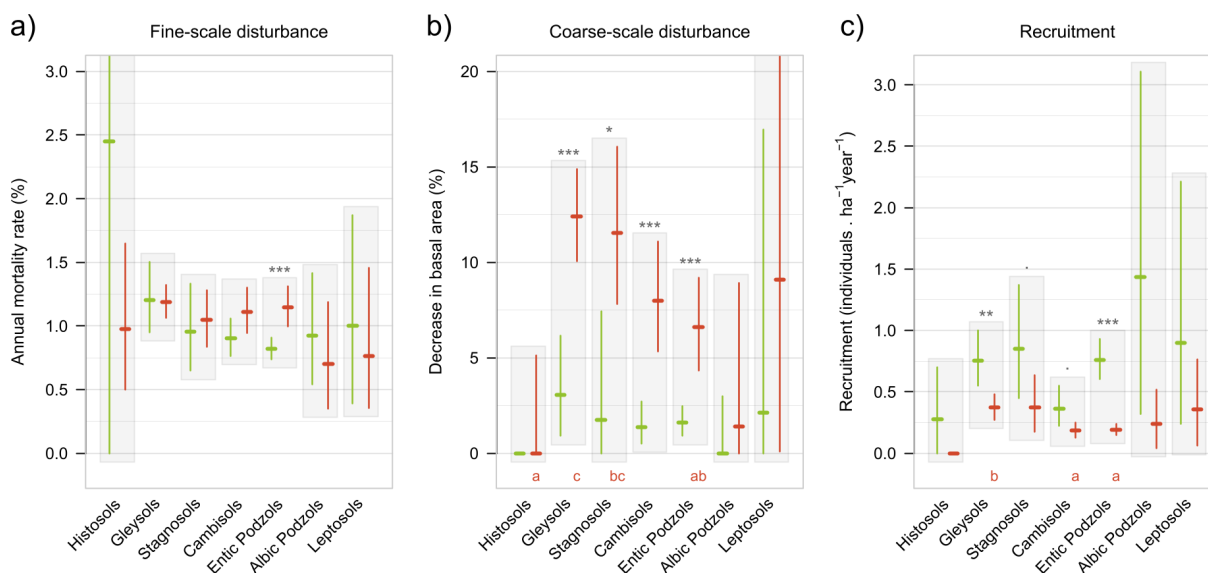 a)
Fine-scale disturbance
Annual mortality rate (%)
3.0
2.5
2.0
1.5
1.0
0.5
0.0
***
Histosols
Gleysols
Stagnosols
Cambisols
Entic Podzols
Albic Podzols
Leptosols
b)
Coarse-scale disturbance
Decrease in basal area (%)
20
15
10
5
0
***
*
***
***
a
c
bc
ab
Histosols
Gleysols
Stagnosols
Cambisols
Entic Podzols
Albic Podzols
Leptosols
c)
Recruitment
Recruitment (individuals . ha⁻¹year⁻¹)
3.0
2.5
2.0
1.5
1.0
0.5
0.0
**
.
.
***
b
a
a
Histosols
Gleysols
Stagnosols
Cambisols
Entic Podzols
Albic Podzols
Leptosols